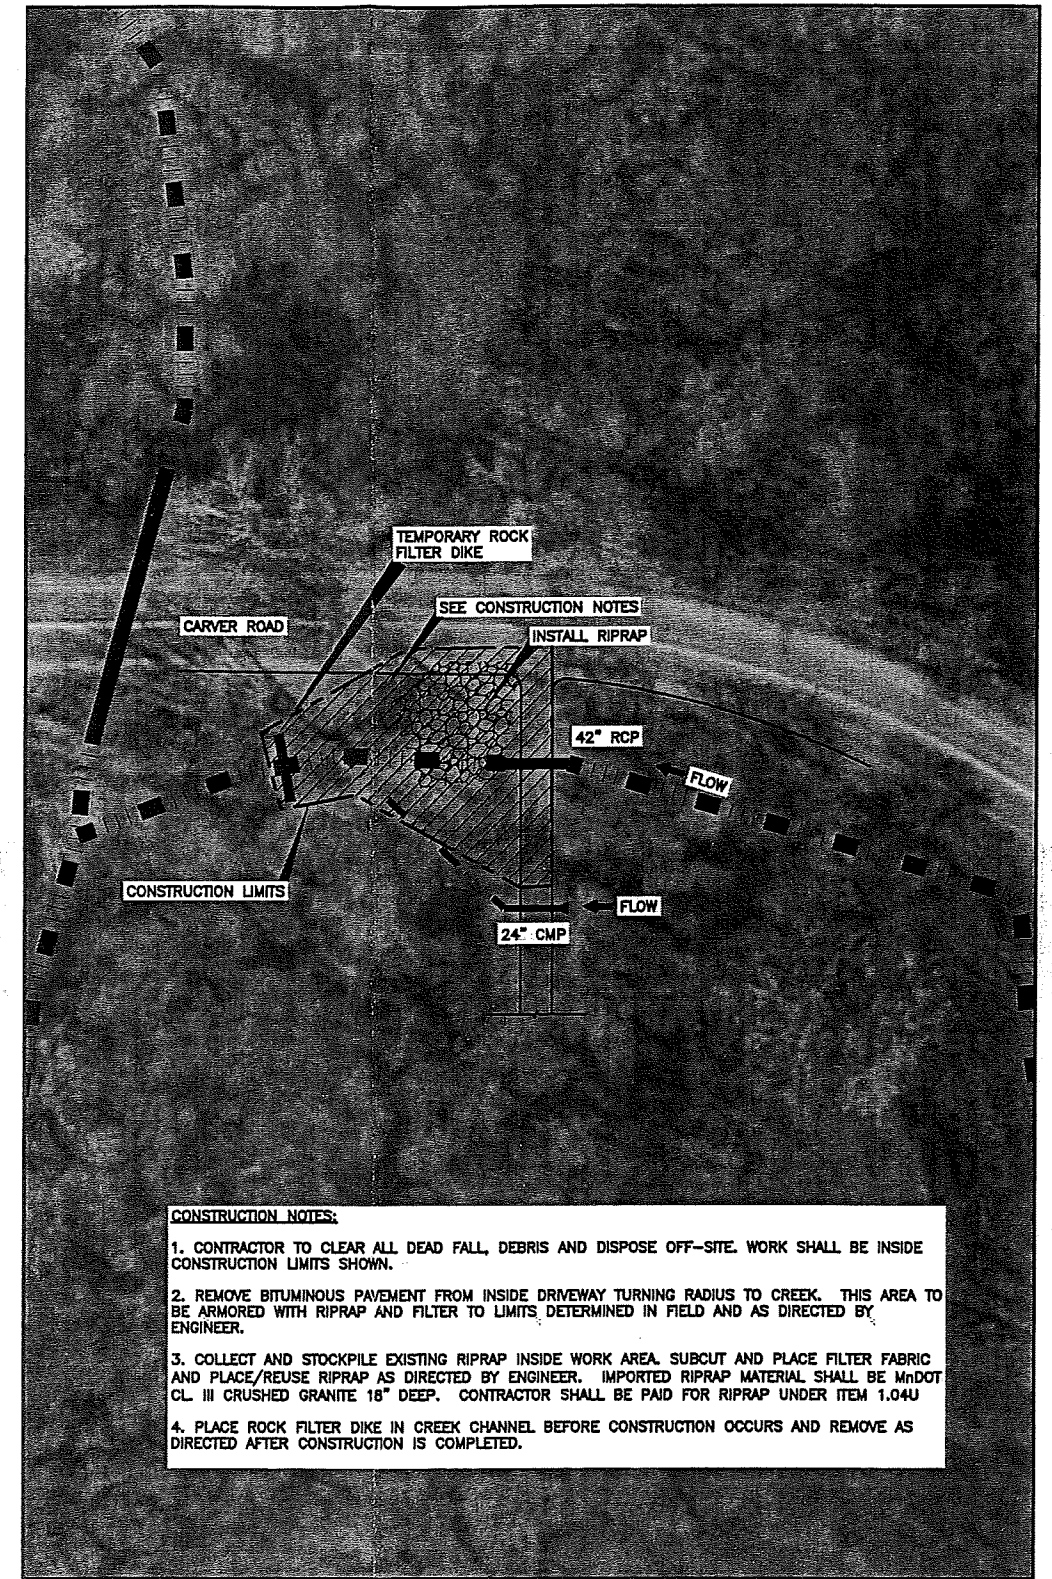 TEMPORARY ROCK
FILTER DIKE
SEE CONSTRUCTION NOTES
CARVER ROAD
INSTALL RIPRAP
42" RCP
FLOW
CONSTRUCTION LIMITS
FLOW
24" CMP
CONSTRUCTION NOTES:
1. CONTRACTOR TO CLEAR ALL DEAD FALL, DEBRIS AND DISPOSE OFF-SITE. WORK SHALL BE INSIDE
CONSTRUCTION LIMITS SHOWN.
2. REMOVE BITUMINOUS PAVEMENT FROM INSIDE DRIVEWAY TURNING RADIUS TO CREEK. THIS AREA TO
BE ARMORED WITH RIPRAP AND FILTER TO LIMITS DETERMINED IN FIELD AND AS DIRECTED BY
ENGINEER.
3. COLLECT AND STOCKPILE EXISTING RIPRAP INSIDE WORK AREA. SUBCUT AND PLACE FILTER FABRIC
AND PLACE/REUSE RIPRAP AS DIRECTED BY ENGINEER. IMPORTED RIPRAP MATERIAL SHALL BE MnDOT
CL. III CRUSHED GRANITE 18" DEEP. CONTRACTOR SHALL BE PAID FOR RIPRAP UNDER ITEM 1.04U
4. PLACE ROCK FILTER DIKE IN CREEK CHANNEL BEFORE CONSTRUCTION OCCURS AND REMOVE AS
DIRECTED AFTER CONSTRUCTION IS COMPLETED.